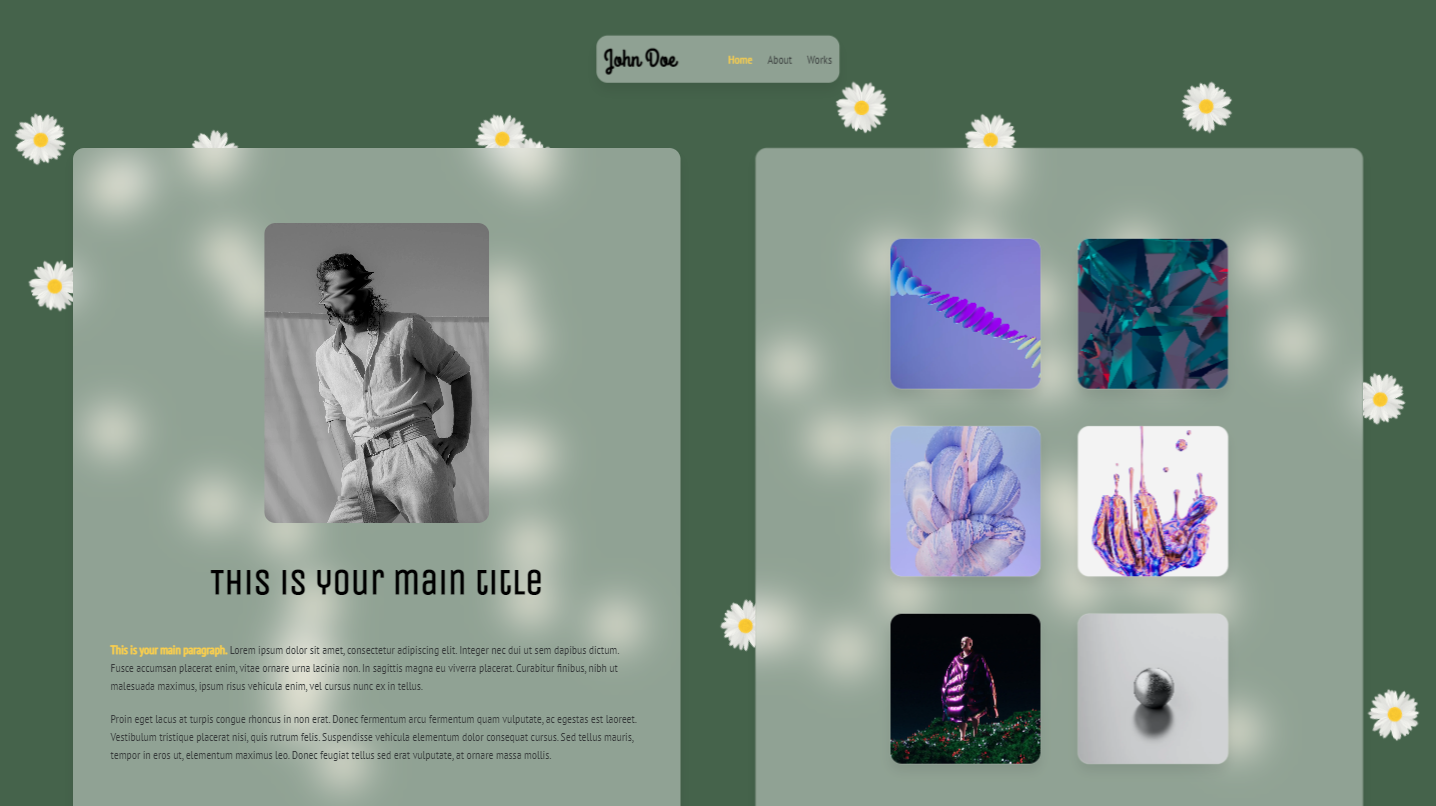 John Doe
Home About Works
This is your main title
This is your main paragraph. Lorem ipsum dolor sit amet, consectetur adipiscing elit. Integer nec dui ut sem dapibus dictum.
Fusce accumsan placerat enim, vitae ornare urna lacinia non. In sagittis magna eu viverra placerat. Curabitur finibus, nibh ut
malesuada maximus, ipsum risus vehicula enim, vel cursus nunc ex in tellus.
Proin eget lacus at turpis congue rhoncus in non erat. Donec fermentum arcu fermentum quam vulputate, ac egestas est laoreet.
Vestibulum tristique placerat nisi, quis rutrum felis. Suspendisse vehicula elementum dolor consequat cursus. Sed tellus mauris,
tempor in eros ut, elementum maximus leo. Donec feugiat tellus sed erat vulputate, at ornare massa mollis.